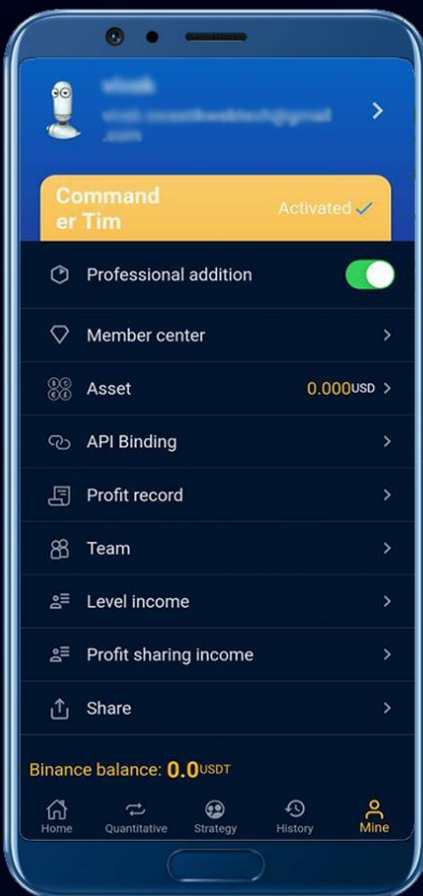 Command
er Tim
Activated
Professional addition
Member center
Asset
0.000USD
API Binding
Profit record
Team
Level income
Profit sharing income
Share
Binance balance: 0.0USDT
Home
Quantitative
Strategy
History
Mine